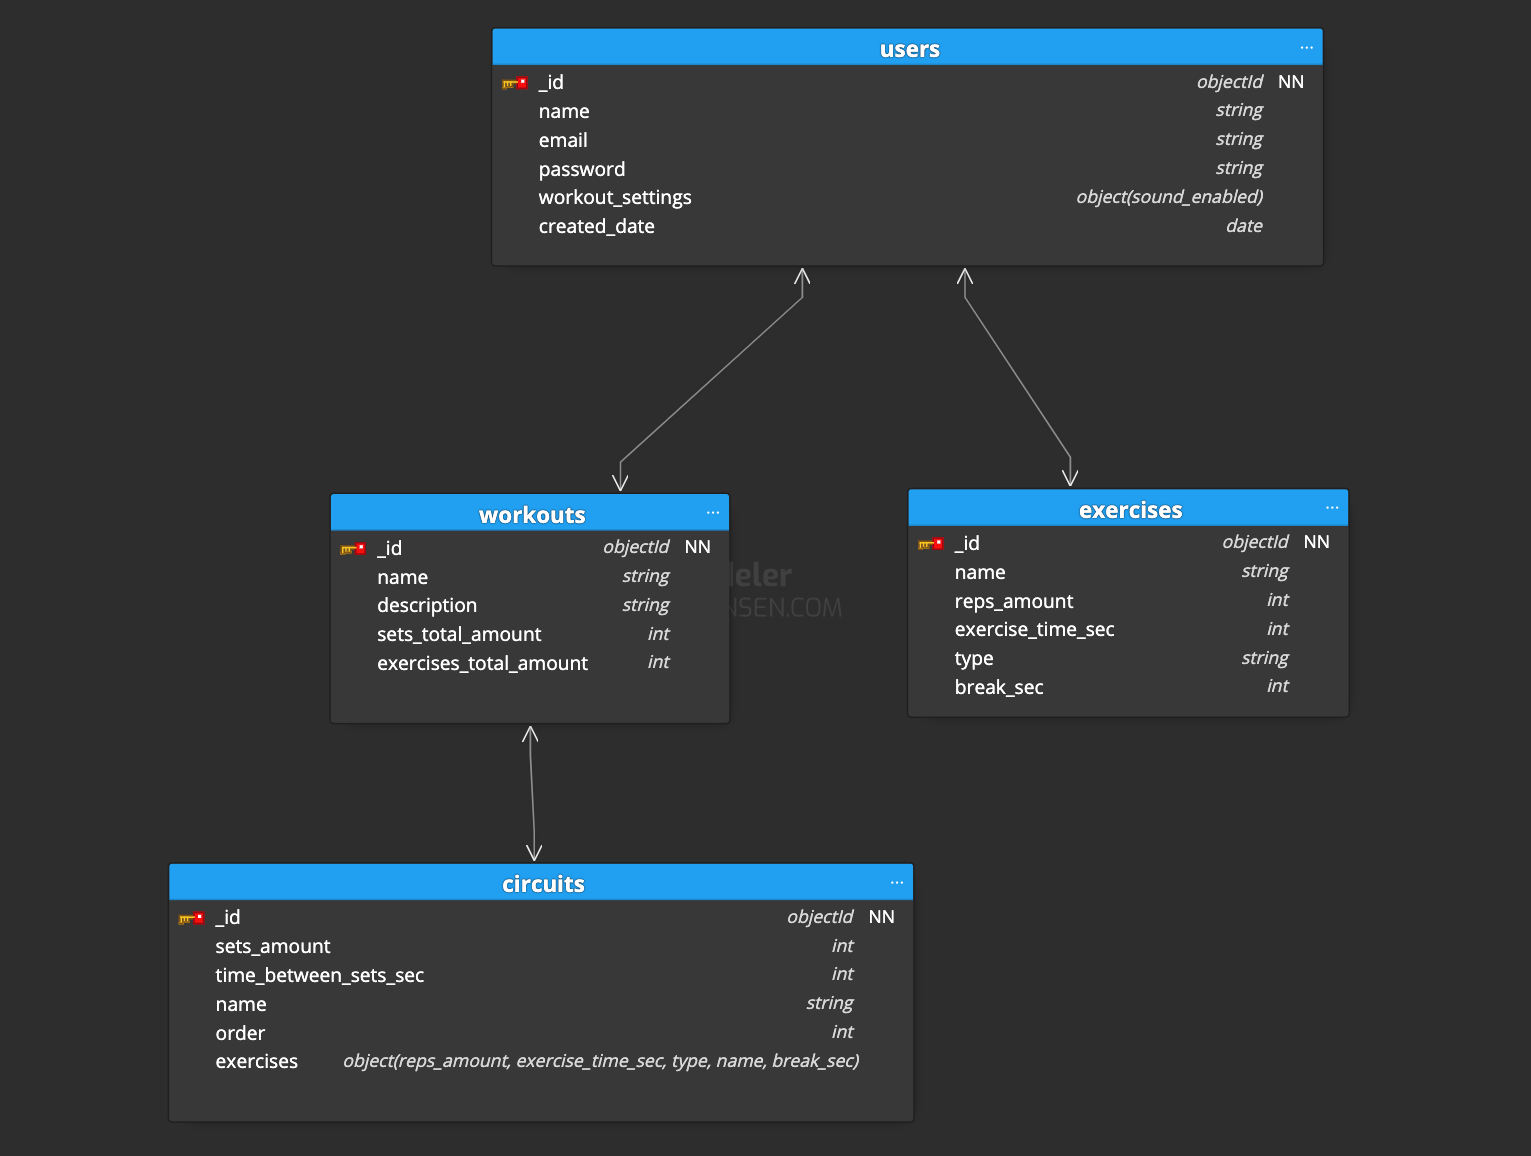 users ...
_id objectId NN
name string
email string
password string
workout_settings object(sound_enabled)
created_date date
workouts ...
_id objectId NN
name string
description string
sets_total_amount int
exercises_total_amount int
exercises ...
_id objectId NN
name string
reps_amount int
exercise_time_sec int
type string
break_sec int
circuits ...
_id objectId NN
sets_amount int
time_between_sets_sec int
name string
order int
exercises object(reps_amount, exercise_time_sec, type, name, break_sec)